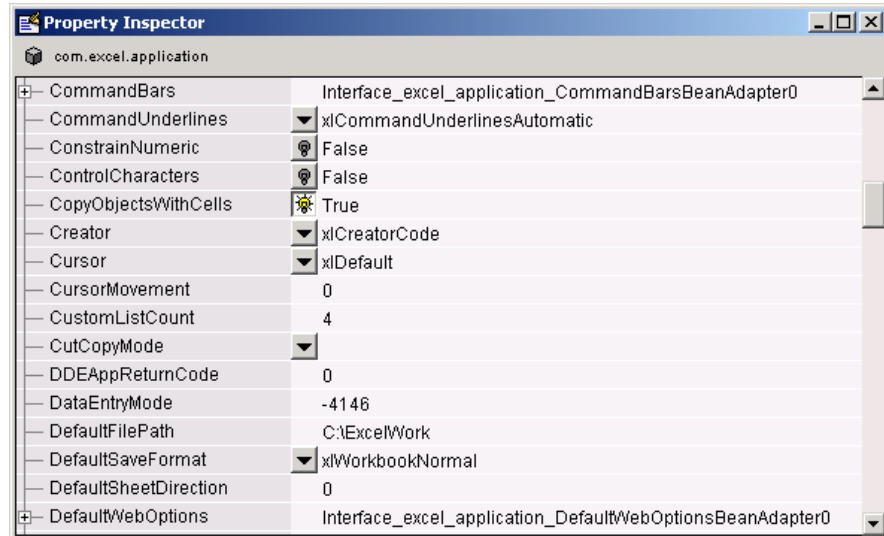 Property Inspector
com.excel.application
CommandBars Interface_excel_application_CommandBarsBeanAdapter0
CommandUnderlines xlCommandUnderlinesAutomatic
ConstrainNumeric False
ControlCharacters False
CopyObjectsWithCells True
Creator xlCreatorCode
Cursor xlDefault
CursorMovement 0
CustomListCount 4
CutCopyMode
DDEAppReturnCode 0
DataEntryMode -4146
DefaultFilePath C:\ExcelWork
DefaultSaveFormat xlWorkbookNormal
DefaultSheetDirection 0
DefaultWebOptions Interface_excel_application_DefaultWebOptionsBeanAdapter0